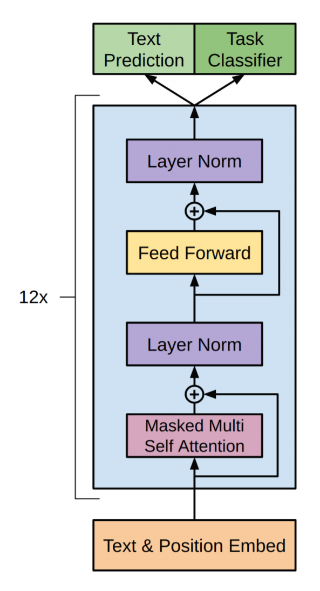 Text
Prediction
Task
Classifier
Layer Norm
Feed Forward
12x
Layer Norm
Masked Multi
Self Attention
Text & Position Embed